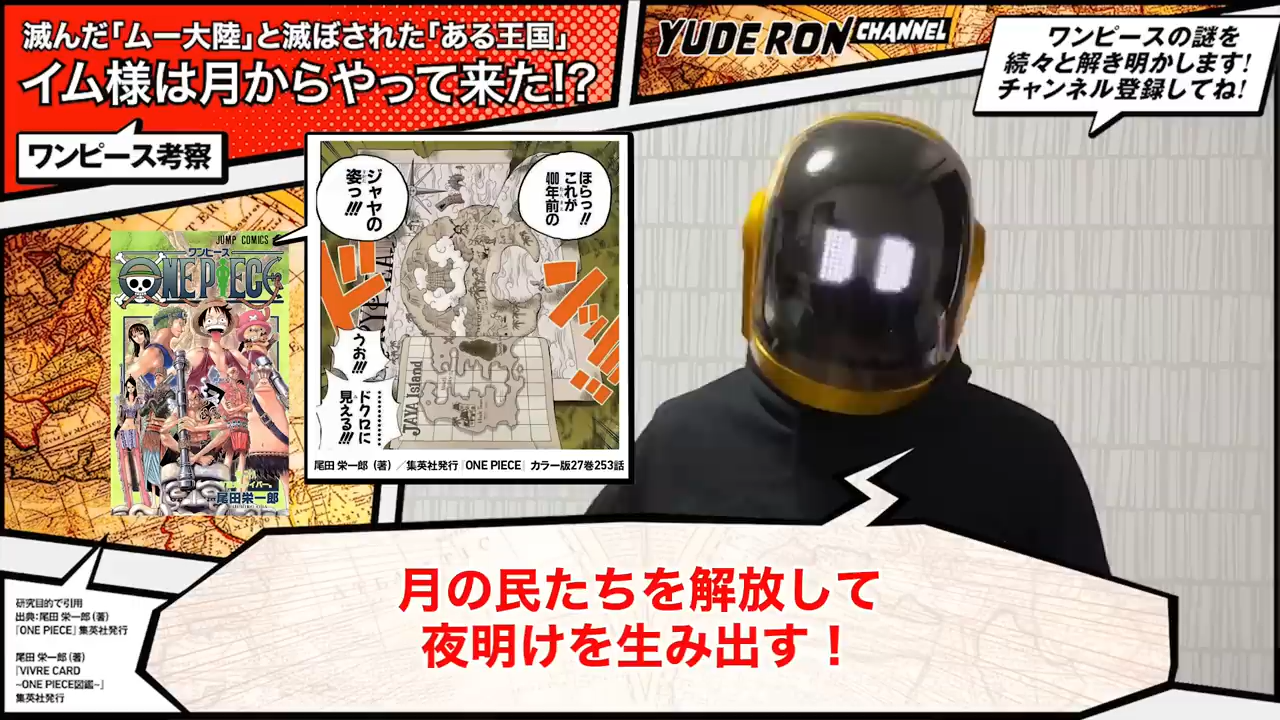 滅んだ「ムー大陸」と滅ぼされた「ある王国」
イム様は月からやって来た!?
ワンピース考察
YUDERON CHANNEL
ワンピースの謎を
続々と解き明かします!
チャンネル登録してね!
JUMP COMICS
ワンピース
ONE PIECE
尾田栄一郎
ほらっ!!
これが
400年前の
ジャヤの
姿っ!!!
ドンッ!!
うお!!!
………
ドクロに
見える!!!
JAYA Island
尾田 栄一郎（著）／集英社発行『ONE PIECE』カラー版27巻253話
月の民たちを解放して
夜明けを生み出す！
研究目的で引用
出典:尾田 栄一郎(著)
『ONE PIECE』集英社発行
尾田 栄一郎(著)
『VIVRE CARD
~ONE PIECE図鑑~』
集英社発行